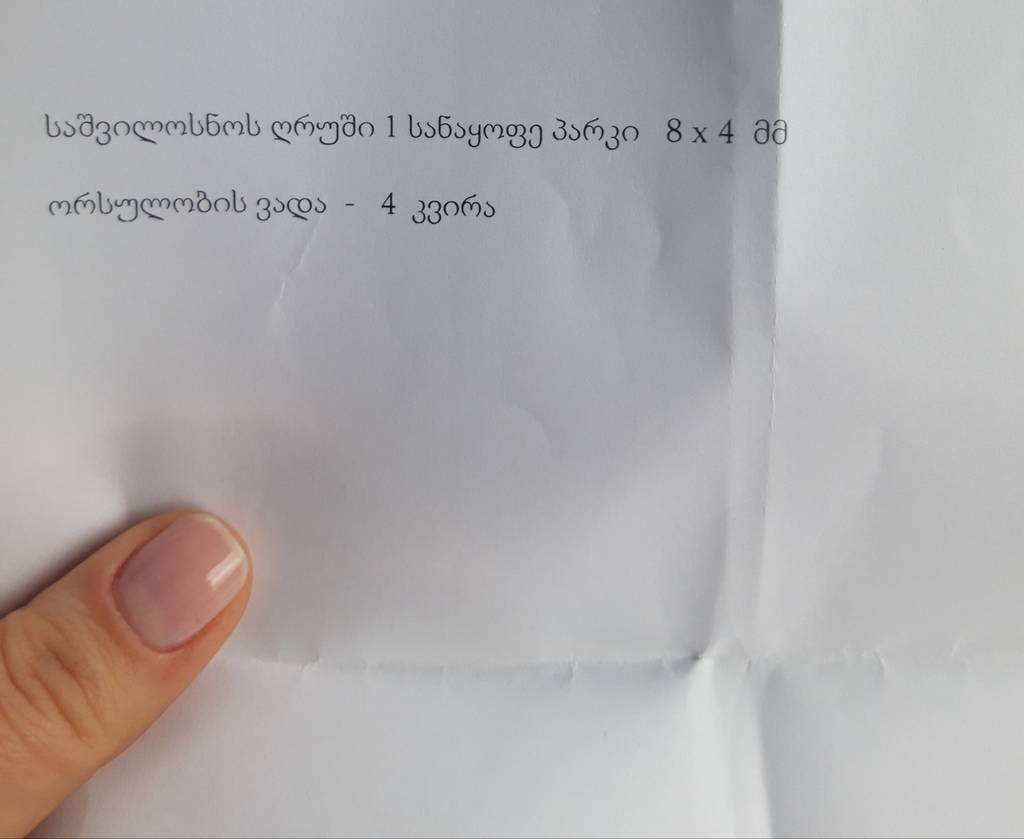 საშვილოსნოს ღრუში 1 სანაყოფე პარკი 8 x 4 მმ
ორსულობის ვადა - 4 კვირა